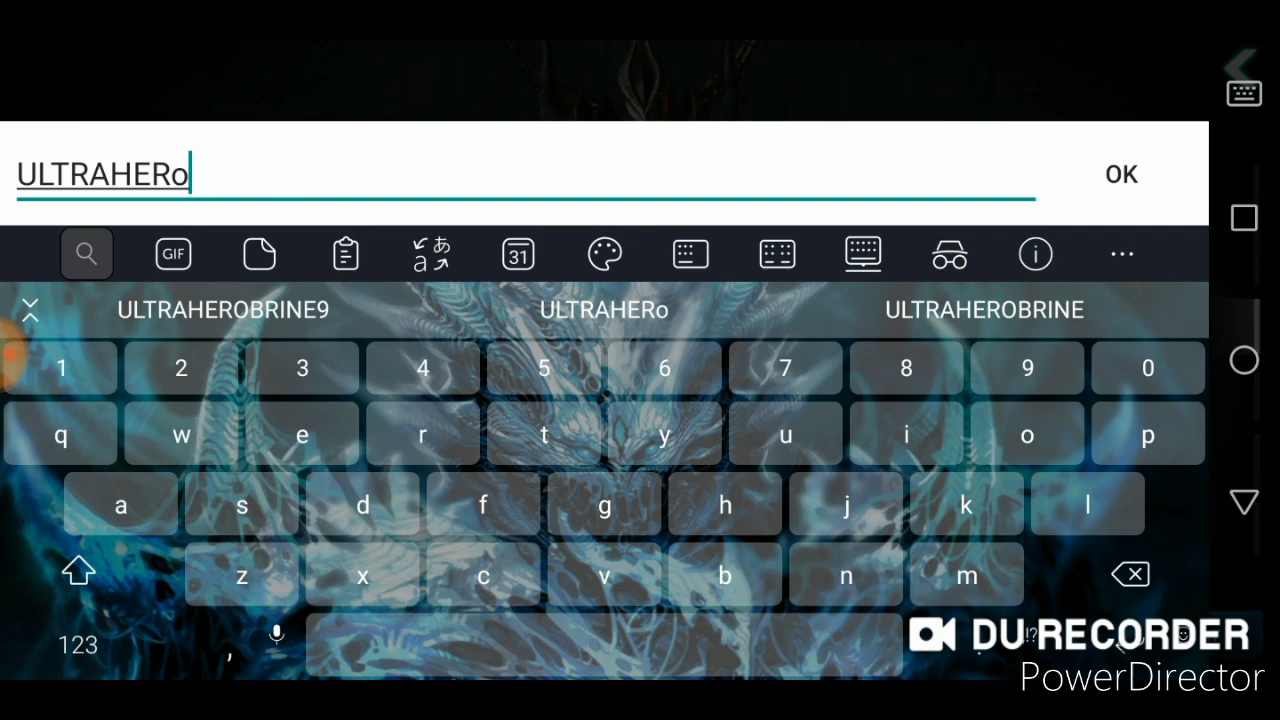 ULTRAHERo
OK
GIF
あ
a
31
ULTRAHEROBRINE9 ULTRAHERo ULTRAHEROBRINE
1 2 3 4 5 6 7 8 9 0
q w e r t y u i o p
a s d f g h j k l
z x c v b n m
123 , !?
DU RECORDER
PowerDirector